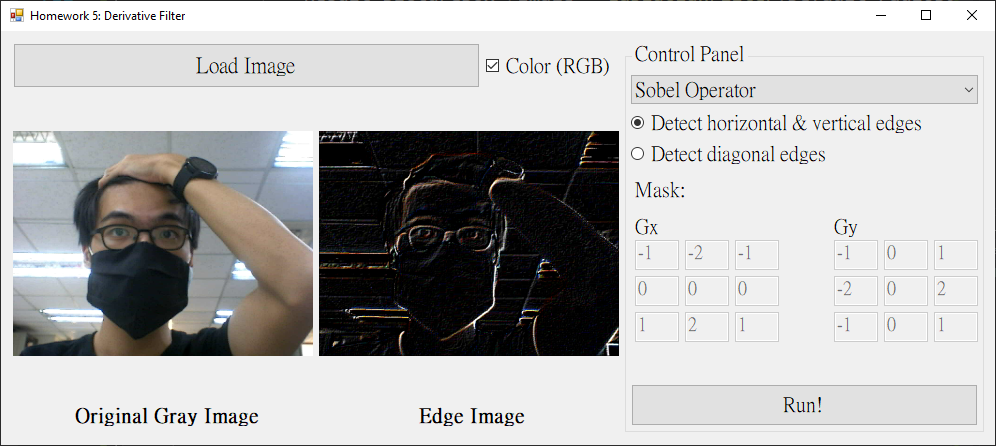 Homework 5: Derivative Filter
Load Image
Color (RGB)
Control Panel
Sobel Operator
Detect horizontal & vertical edges
Detect diagonal edges
Mask:
Gx
Gy
-1 -2 -1
-1 0 1
0 0 0
-2 0 2
1 2 1
-1 0 1
Run!
Original Gray Image
Edge Image